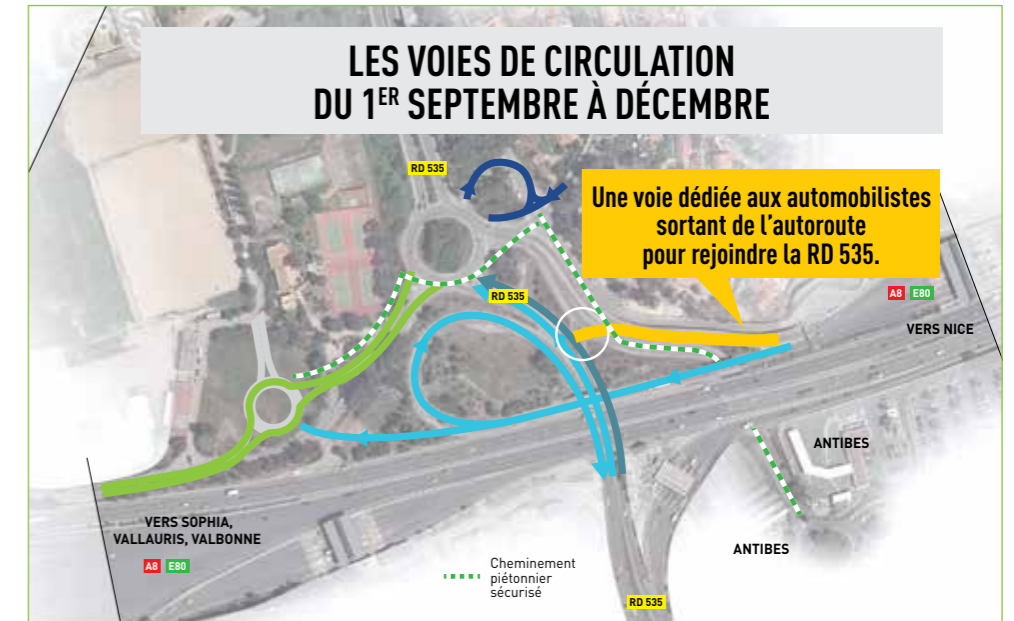 LES VOIES DE CIRCULATION
DU 1ER SEPTEMBRE À DÉCEMBRE
RD 535
Une voie dédiée aux automobilistes
sortant de l'autoroute
pour rejoindre la RD 535.
RD 535
A8 E80
VERS NICE
ANTIBES
VERS SOPHIA,
VALLAURIS, VALBONNE
A8 E80
ANTIBES
Cheminement
piétonnier
sécurisé
RD 535